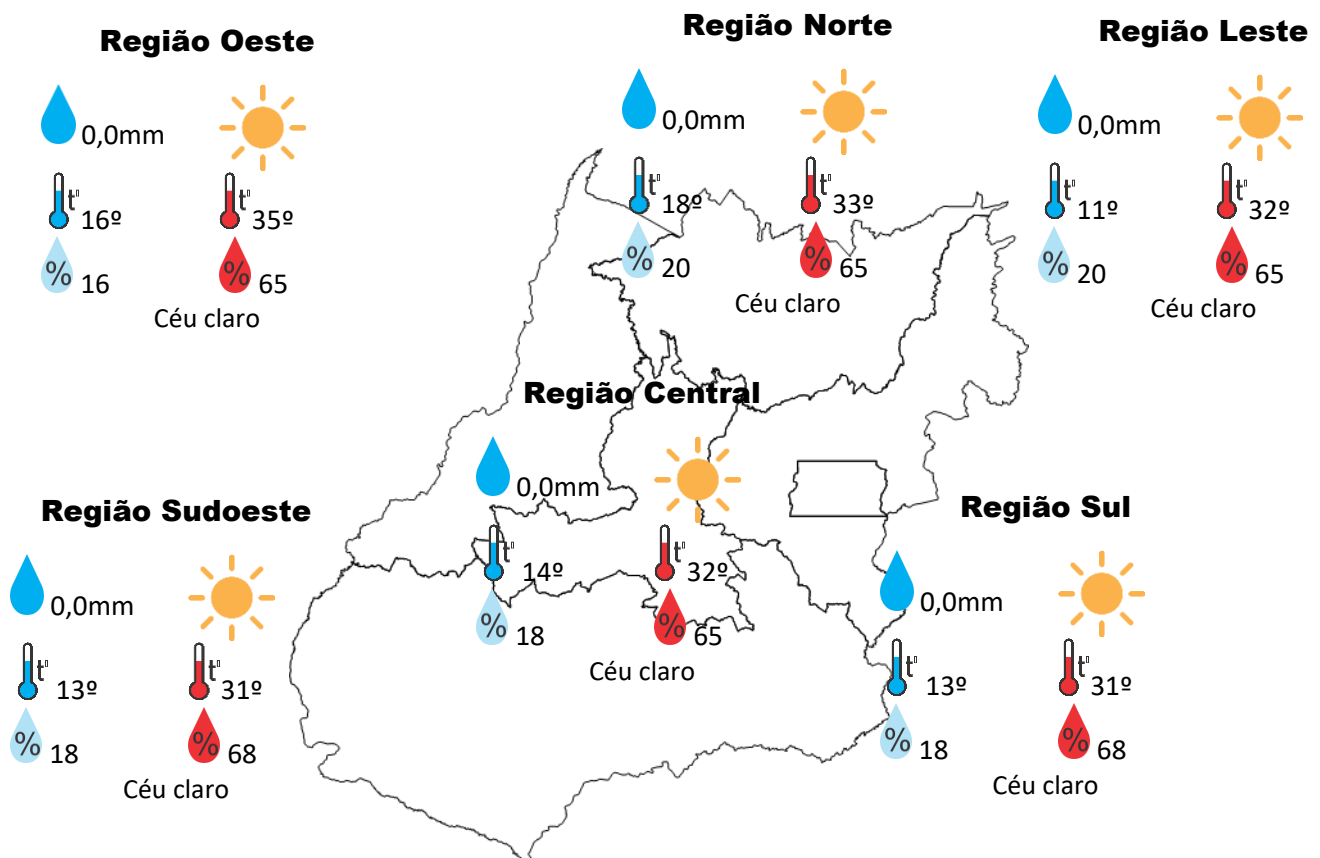 Região Oeste
0,0mm
t°
16º
t°
35º
%
16
%
65
Céu claro
Região Norte
0,0mm
t°
18º
t°
33º
%
20
%
65
Céu claro
Região Leste
0,0mm
t°
11º
t°
32º
%
20
%
65
Céu claro
Região Central
0,0mm
t°
14º
t°
32º
%
18
%
65
Céu claro
Região Sudoeste
0,0mm
t°
13º
t°
31º
%
18
%
68
Céu claro
Região Sul
0,0mm
t°
13º
t°
31º
%
18
%
68
Céu claro